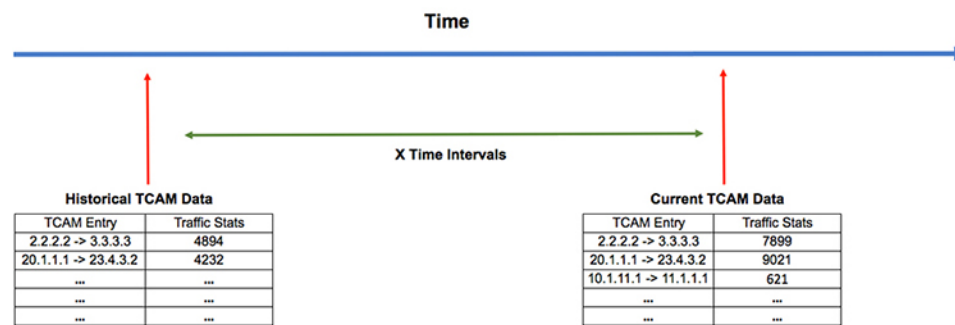 Time
X Time Intervals
Historical TCAM Data
TCAM Entry Traffic Stats
2.2.2.2 -> 3.3.3.3 4894
20.1.1.1 -> 23.4.3.2 4232
... ...
... ...
... ...
Current TCAM Data
TCAM Entry Traffic Stats
2.2.2.2 -> 3.3.3.3 7899
20.1.1.1 -> 23.4.3.2 9021
10.1.11.1 -> 11.1.1.1 621
... ...
... ...